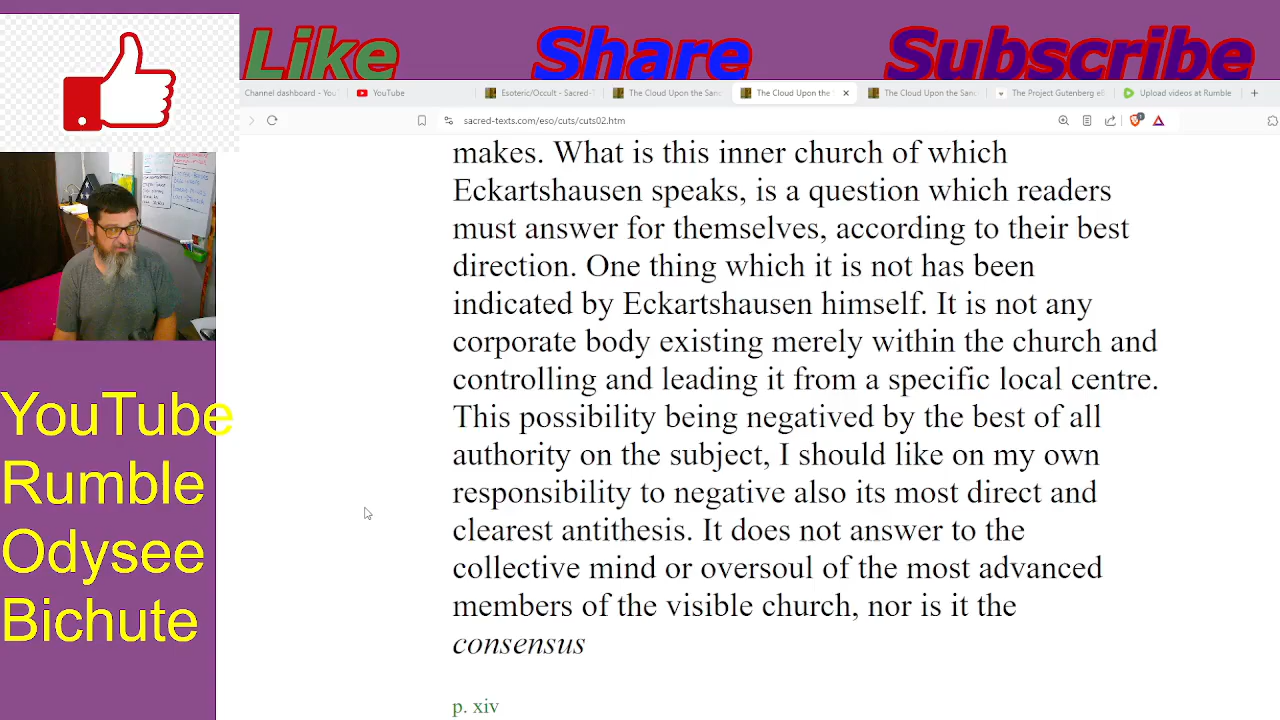 Like Share Subscribe
Channel dashboard - You
YouTube
Esoteric/Occult - Sacred-T
The Cloud Upon the Sanc
The Cloud Upon the S
The Cloud Upon the Sanc
The Project Gutenberg eB
Upload videos at Rumble
sacred-texts.com/eso/cuts/cuts02.htm
makes. What is this inner church of which
Eckartshausen speaks, is a question which readers
must answer for themselves, according to their best
direction. One thing which it is not has been
indicated by Eckartshausen himself. It is not any
corporate body existing merely within the church and
controlling and leading it from a specific local centre.
This possibility being negatived by the best of all
authority on the subject, I should like on my own
responsibility to negative also its most direct and
clearest antithesis. It does not answer to the
collective mind or oversoul of the most advanced
members of the visible church, nor is it the
consensus
p. xiv
YouTube
Rumble
Odysee
Bichute